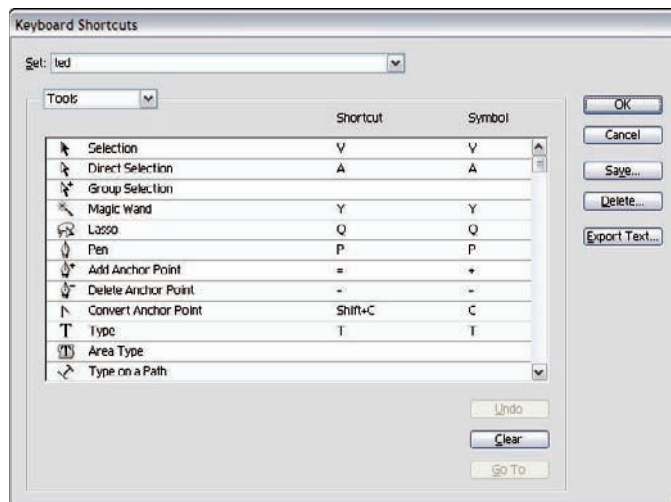 Keyboard Shortcuts
Set: ted
Tools
Shortcut Symbol
Selection V V
Direct Selection A A
Group Selection
Magic Wand Y Y
Lasso Q Q
Pen P P
Add Anchor Point = +
Delete Anchor Point - -
Convert Anchor Point Shift+C C
T Type T T
T Area Type
Type on a Path
OK
Cancel
Save...
Delete...
Export Text...
Undo
Clear
Go To